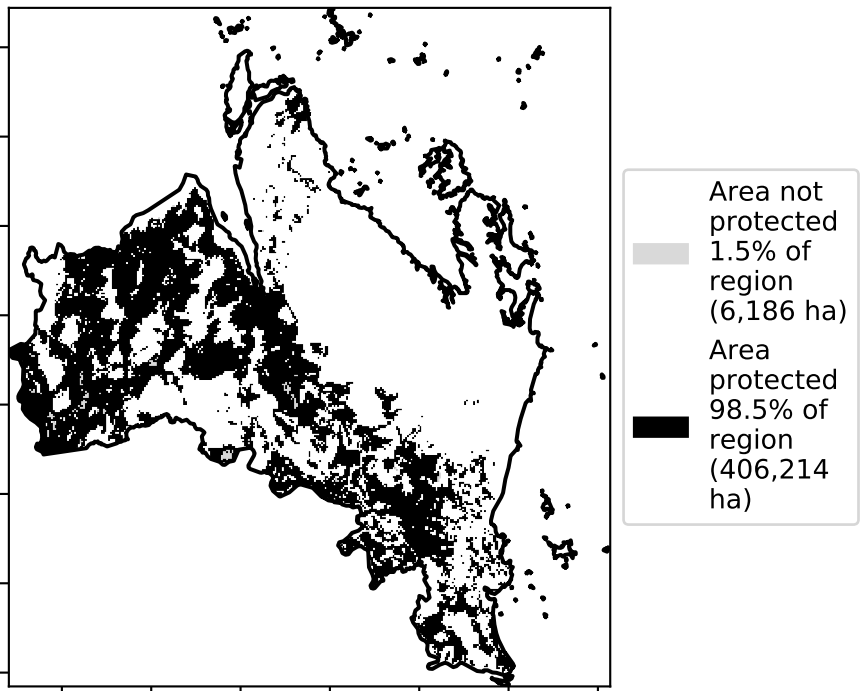 Area not
protected
1.5% of
region
(6,186 ha)
Area
protected
98.5% of
region
(406,214
ha)